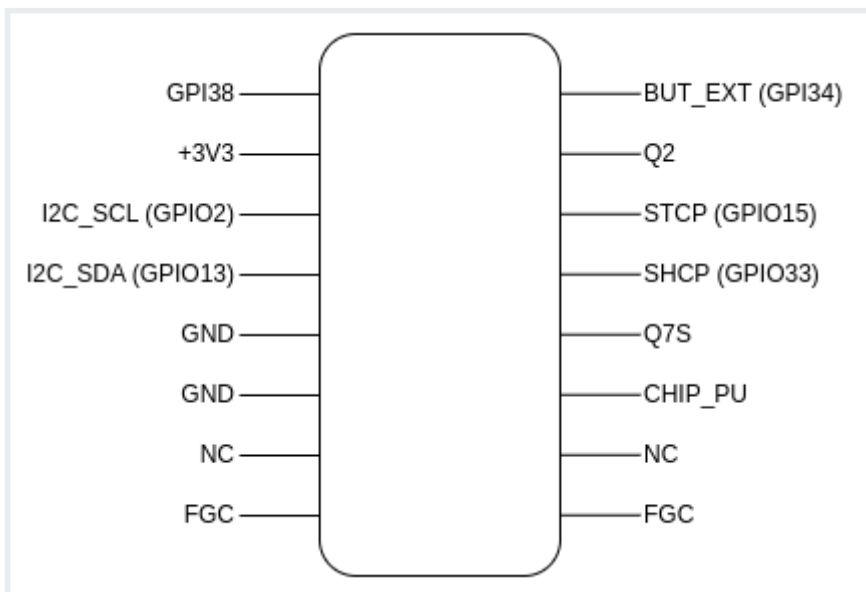 GPI38
BUT_EXT (GPI34)
+3V3
Q2
I2C_SCL (GPIO2)
STCP (GPIO15)
I2C_SDA (GPIO13)
SHCP (GPIO33)
GND
Q7S
GND
CHIP_PU
NC
NC
FGC
FGC